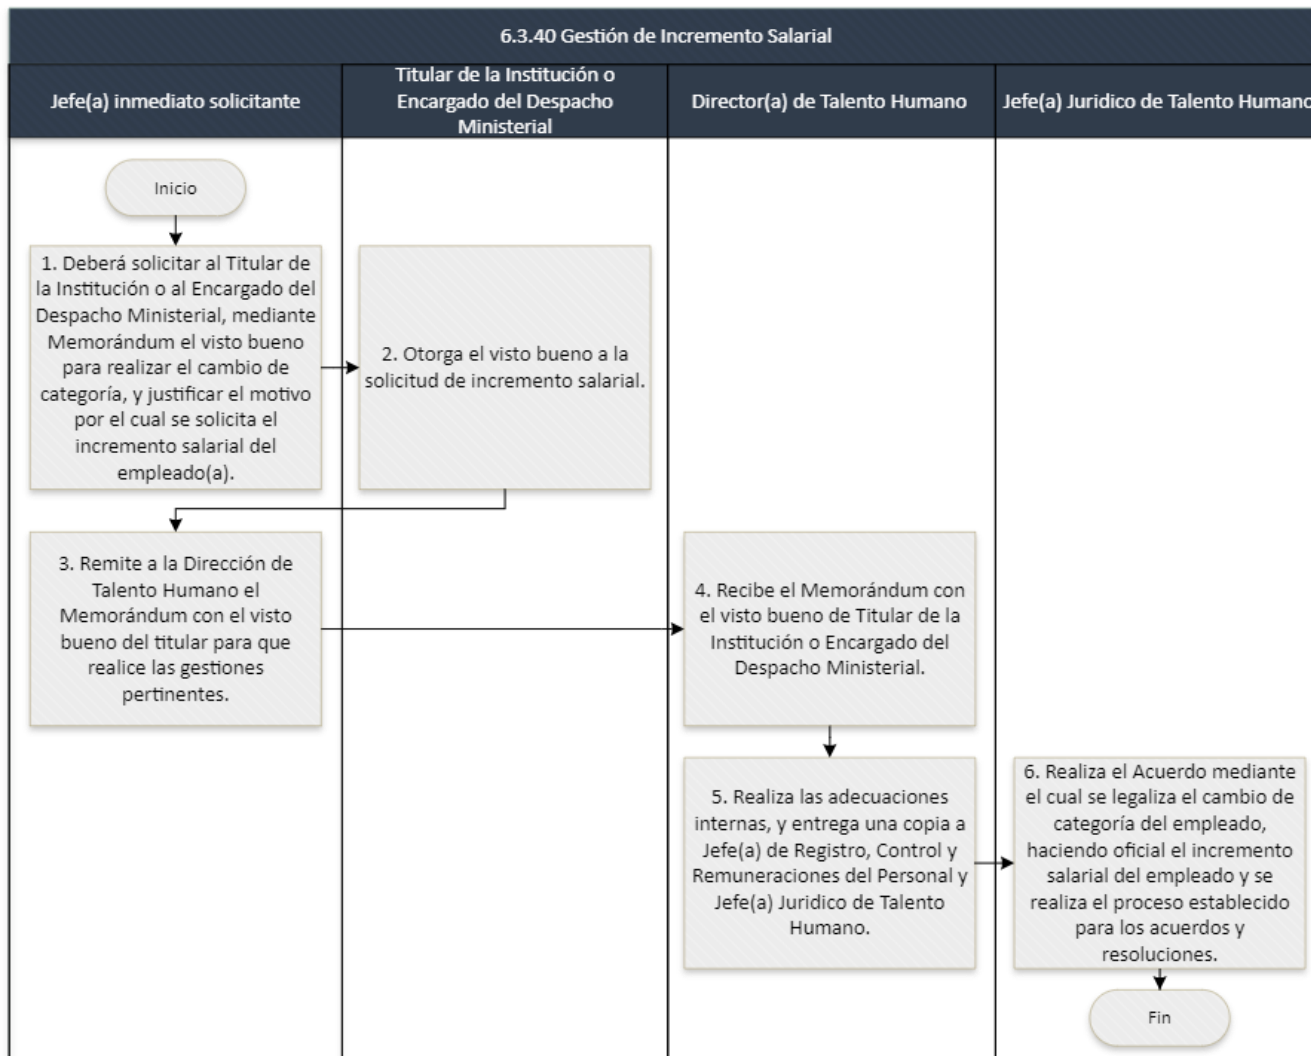 6.3.40 Gestión de Incremento Salarial
Jefe(a) inmediato solicitante
Titular de la Institución o
Encargado del Despacho
Ministerial
Director(a) de Talento Humano
Jefe(a) Juridico de Talento Humano
Inicio
1. Deberá solicitar al Titular de
la Institución o al Encargado del
Despacho Ministerial, mediante
Memorándum el visto bueno
para realizar el cambio de
categoría, y justificar el motivo
por el cual se solicita el
incremento salarial del
empleado(a).
2. Otorga el visto bueno a la
solicitud de incremento salarial.
3. Remite a la Dirección de
Talento Humano el
Memorándum con el visto
bueno del titular para que
realice las gestiones
pertinentes.
4. Recibe el Memorándum con
el visto bueno de Titular de la
Institución o Encargado del
Despacho Ministerial.
5. Realiza las adecuaciones
internas, y entrega una copia a
Jefe(a) de Registro, Control y
Remuneraciones del Personal y
Jefe(a) Juridico de Talento
Humano.
6. Realiza el Acuerdo mediante
el cual se legaliza el cambio de
categoría del empleado,
haciendo oficial el incremento
salarial del empleado y se
realiza el proceso establecido
para los acuerdos y
resoluciones.
Fin